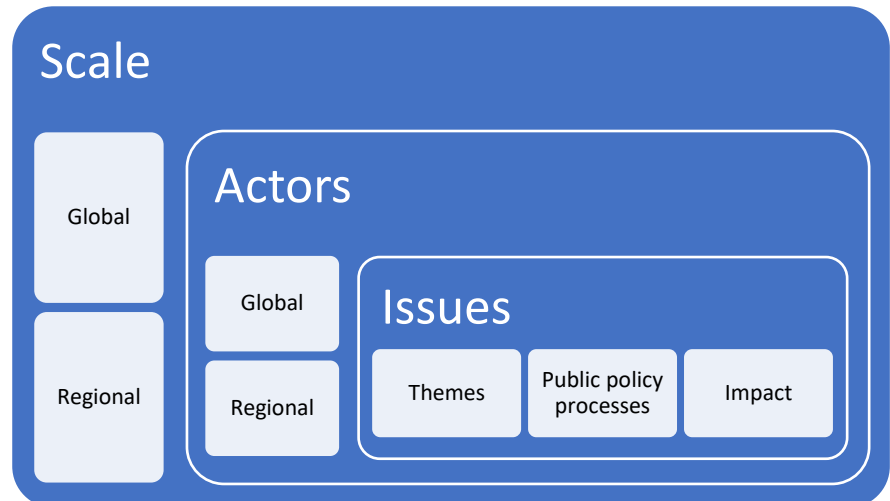 Scale
Global
Regional
Actors
Global
Regional
Issues
Themes
Public policy
processes
Impact